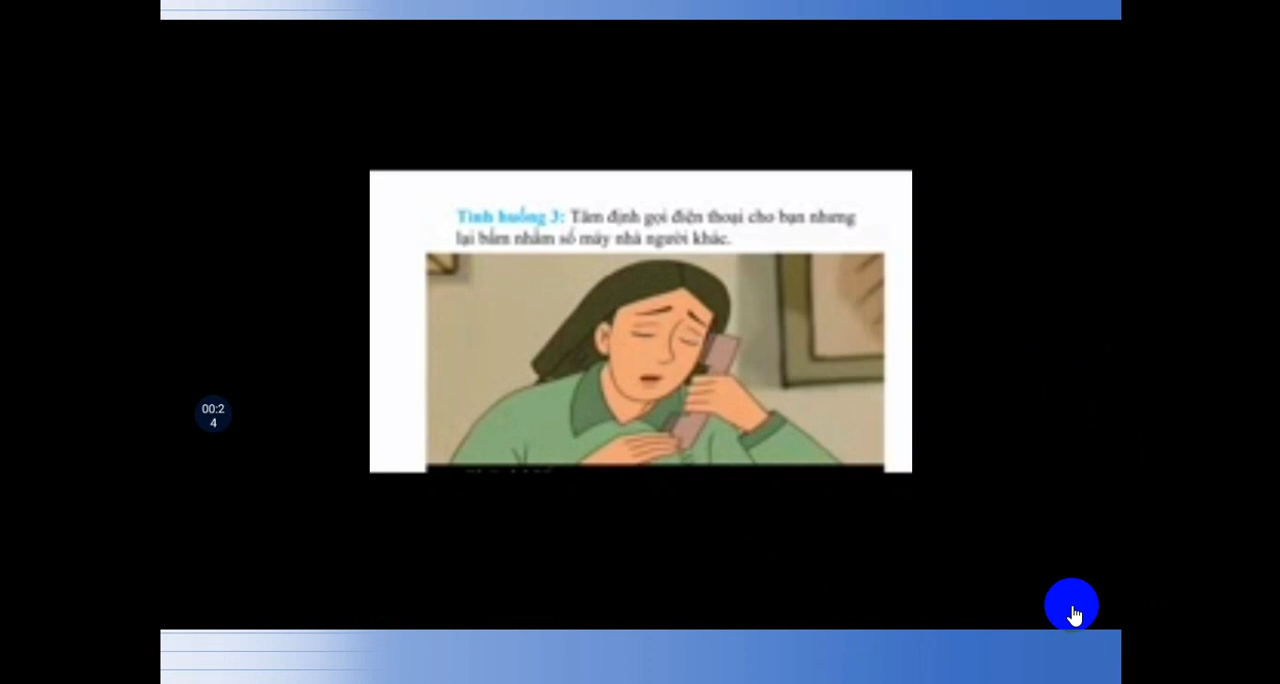 Tình huống 3: Tâm định gọi điện thoại cho bạn nhưng
lại bấm nhầm số máy nhà người khác.
00:2
4